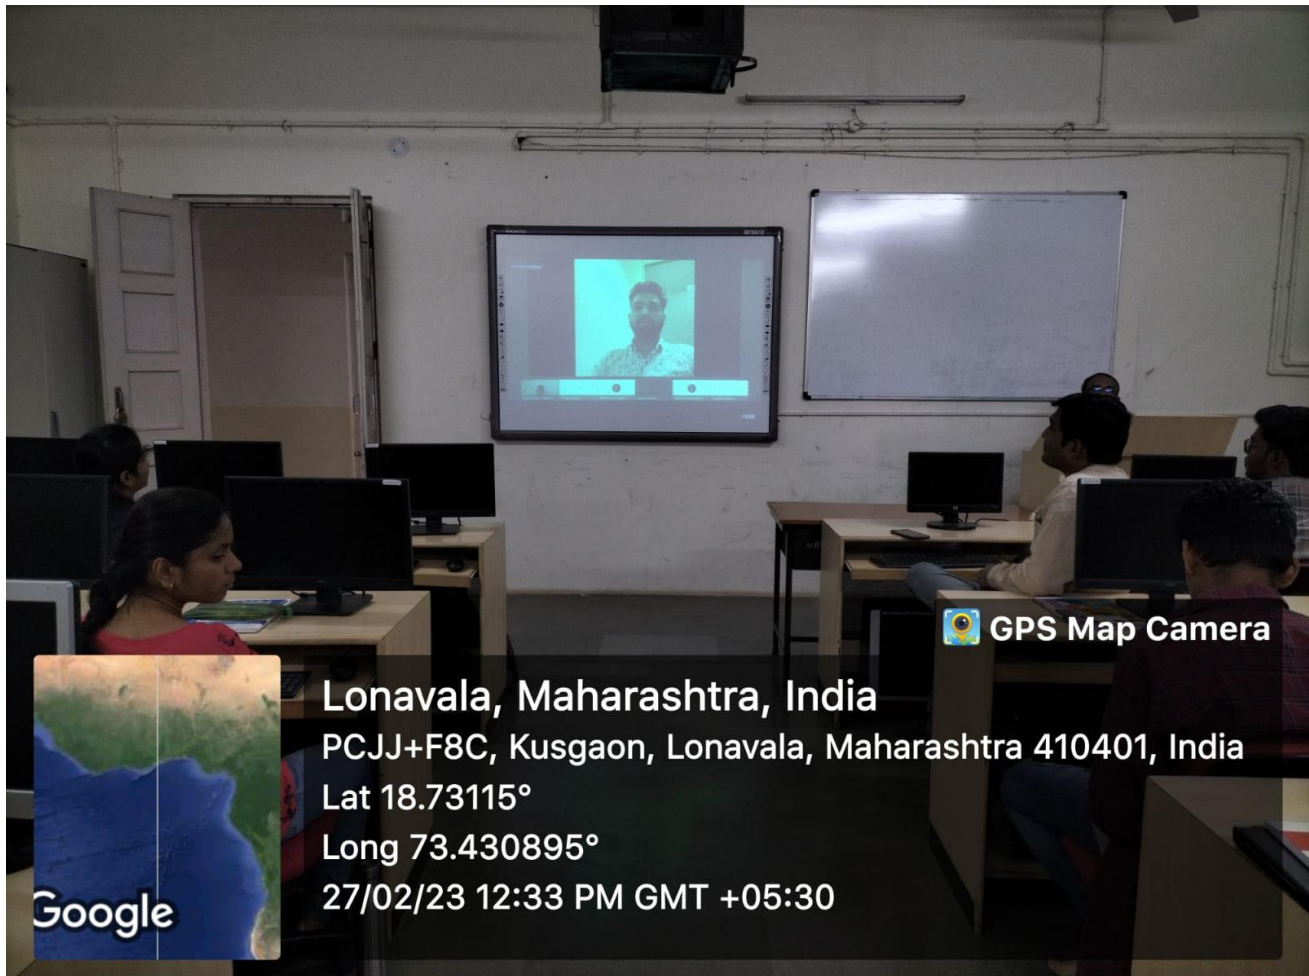 GPS Map Camera
Lonavala, Maharashtra, India
PCJJ+F8C, Kusgaon, Lonavala, Maharashtra 410401, India
Lat 18.73115°
Long 73.430895°
27/02/23 12:33 PM GMT +05:30
Google